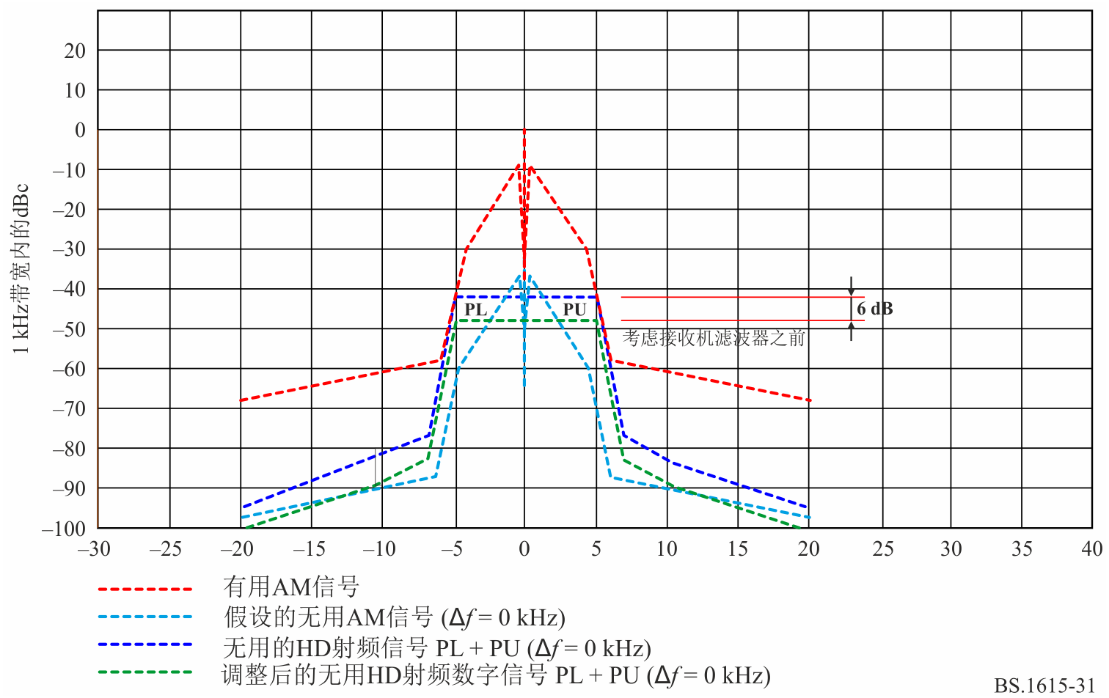 20
10
0
–10
–20
–30
–40
–50
–60
–70
–80
–90
–100
1 kHz带宽内的dBc
PL
PU
6 dB
考虑接收机滤波器之前
–30 –25 –20 –15 –10 –5 0 5 10 15 20 25 30 35 40
有用AM信号
假设的无用AM信号 (Δf = 0 kHz)
无用的HD射频信号 PL + PU (Δf = 0 kHz)
调整后的无用HD射频数字信号 PL + PU (Δf = 0 kHz)
BS.1615-31